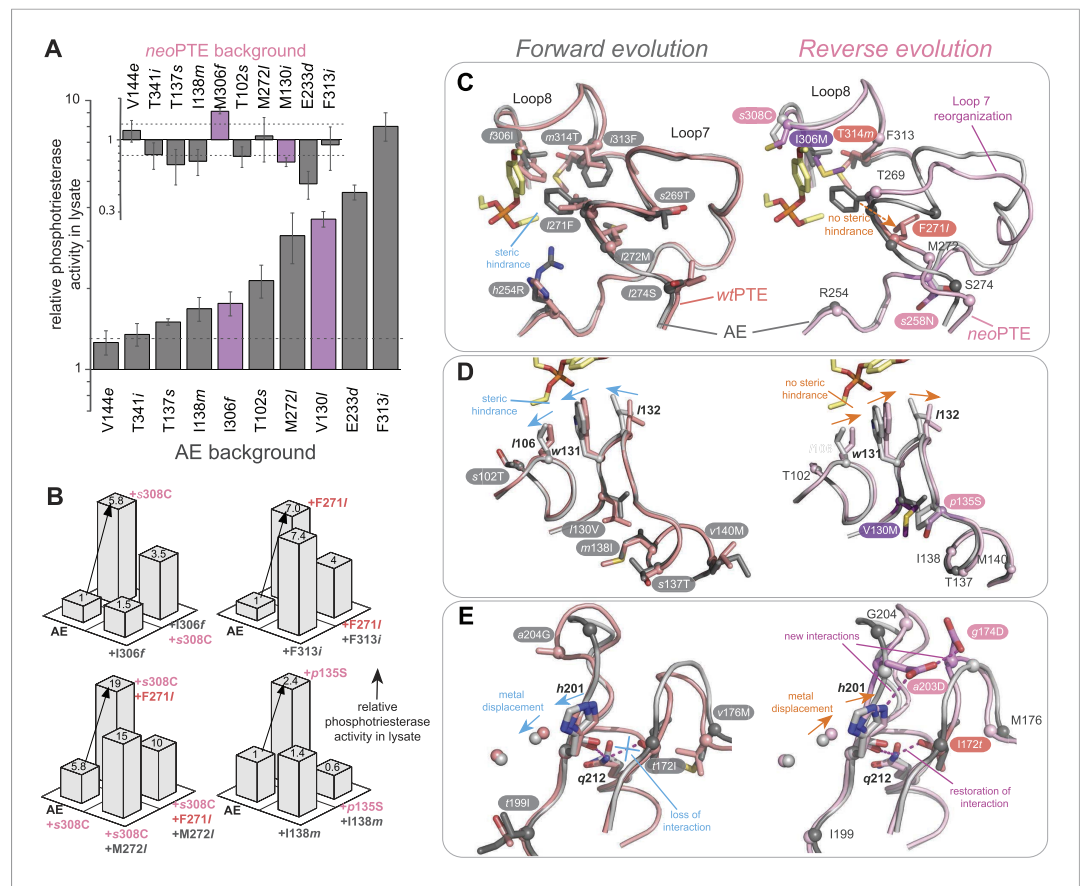 A
neoPTE background
V144e
T341i
T137s
I138m
M306f
T102s
M272l
M130i
E233d
F313i
10
1
0.3
1
relative phosphotriesterase
activity in lysate
V144e
T341i
T137s
I138m
I306f
T102s
M272l
V130l
E233d
F313i
AE background
B
+s308C
5.8
3.5
1
1.5
AE
+I306f
+I306f
+s308C
+F271l
7.0
7.4
4
1
AE
+F313i
+F271l
+F313i
+s308C
+F271l
19
15
10
5.8
AE
+s308C
+s308C
+M272l
+s308C
+F271l
+M272l
+p135S
2.4
1
1.4
0.6
AE
+I138m
+p135S
+I138m
relative
phosphotriesterase
activity in lysate
Forward evolution
Reverse evolution
C
Loop8
f306I
m314T
i313F
Loop7
s269T
l271F
steric
hindrance
l272M
h254R
l274S
wtPTE
AE
Loop8
s308C
I306M
T314m
F313
Loop 7
reorganization
T269
no steric
hindrance
F271l
M272
S274
R254
s258N
neoPTE
D
steric
hindrance
l106
w131
l132
s102T
l130V
m138I
v140M
s137T
no steric
hindrance
l132
l106
w131
T102
p135S
V130M
I138
M140
T137
E
a204G
h201
metal
displacement
v176M
t172I
q212
loss of
interaction
t199I
G204
g174D
new interactions
h201
a203D
metal
displacement
M176
I172t
q212
restoration of
interaction
I199